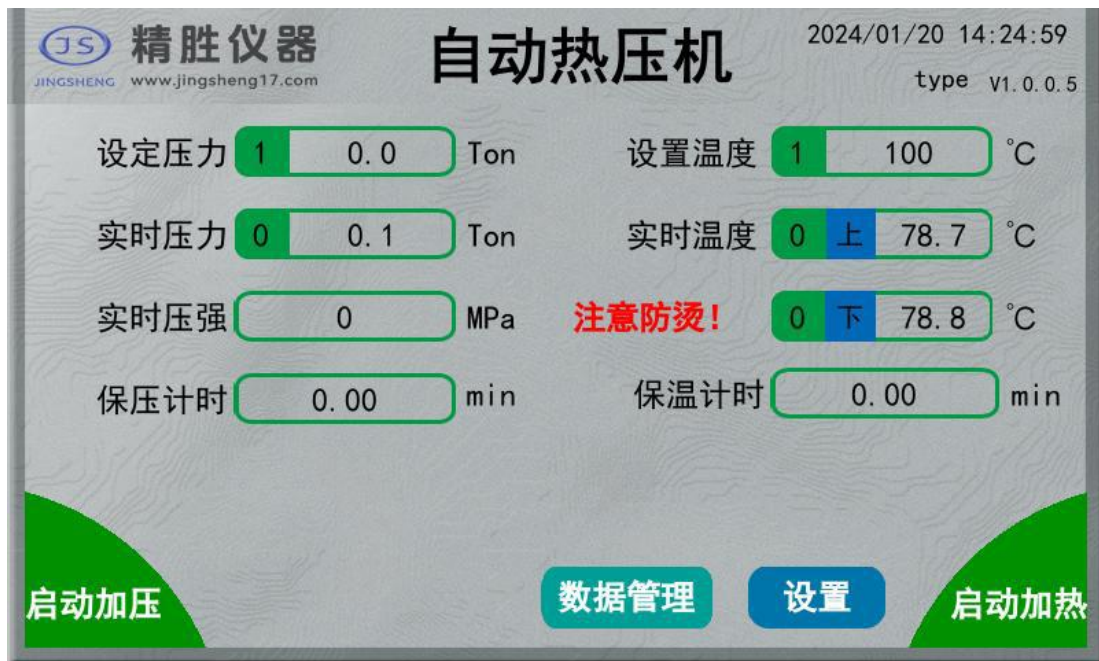 JS 精胜仪器 自动热压机 2024/01/20 14:24:59
JINGSHENG www.jingsheng17.com type V1.0.0.5
设定压力 1 0.0 Ton 设置温度 1 100 ℃
实时压力 0 0.1 Ton 实时温度 0 上 78.7 ℃
实时压强 0 MPa 注意防烫! 0 下 78.8 ℃
保压计时 0.00 min 保温计时 0.00 min
启动加压 数据管理 设置 启动加热